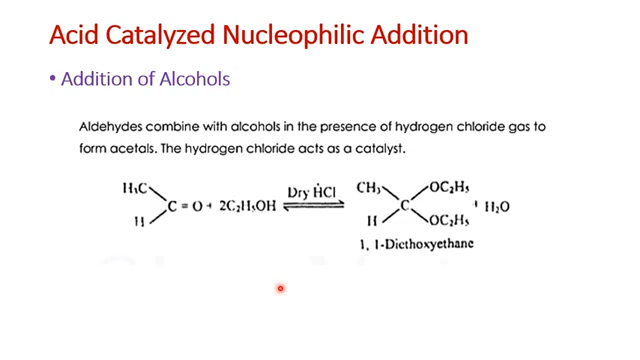 Acid Catalyzed Nucleophilic Addition
• Addition of Alcohols
Aldehydes combine with alcohols in the presence of hydrogen chloride gas to
form acetals. The hydrogen chloride acts as a catalyst.
H₃C
H
C = O + 2C₂H₅OH
Dry HCl
CH₃
H
C
OC₂H₅
OC₂H₅
+ H₂O
1, 1-Diethoxyethane